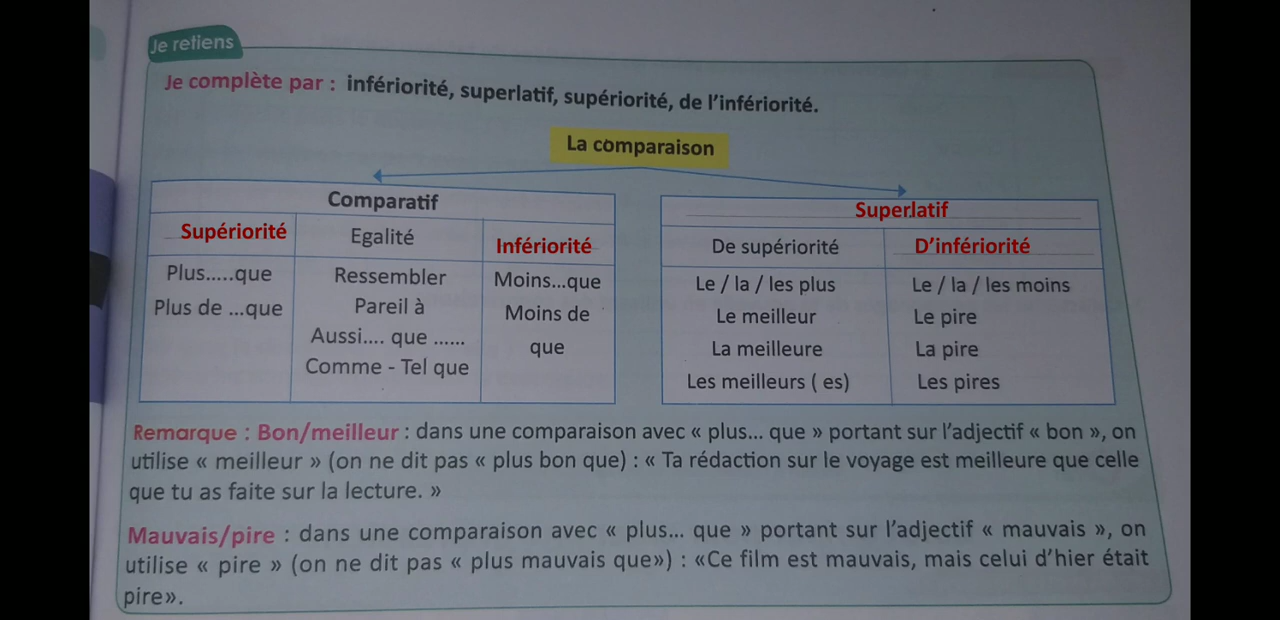 Je retiens
Je complète par : infériorité, superlatif, supériorité, de l'infériorité.
La comparaison
Comparatif
Supériorité
Egalité
Infériorité
Plus.....que
Plus de ...que
Ressembler
Pareil à
Aussi.... que ......
Comme - Tel que
Moins...que
Moins de
que
Superlatif
De supériorité
D'infériorité
Le / la / les plus
Le meilleur
La meilleure
Les meilleurs ( es)
Le / la / les moins
Le pire
La pire
Les pires
Remarque : Bon/meilleur : dans une comparaison avec « plus... que » portant sur l'adjectif « bon », on
utilise « meilleur » (on ne dit pas « plus bon que) : « Ta rédaction sur le voyage est meilleure que celle
que tu as faite sur la lecture. »
Mauvais/pire : dans une comparaison avec « plus... que » portant sur l'adjectif « mauvais », on
utilise « pire » (on ne dit pas « plus mauvais que») : «Ce film est mauvais, mais celui d'hier était
pire».